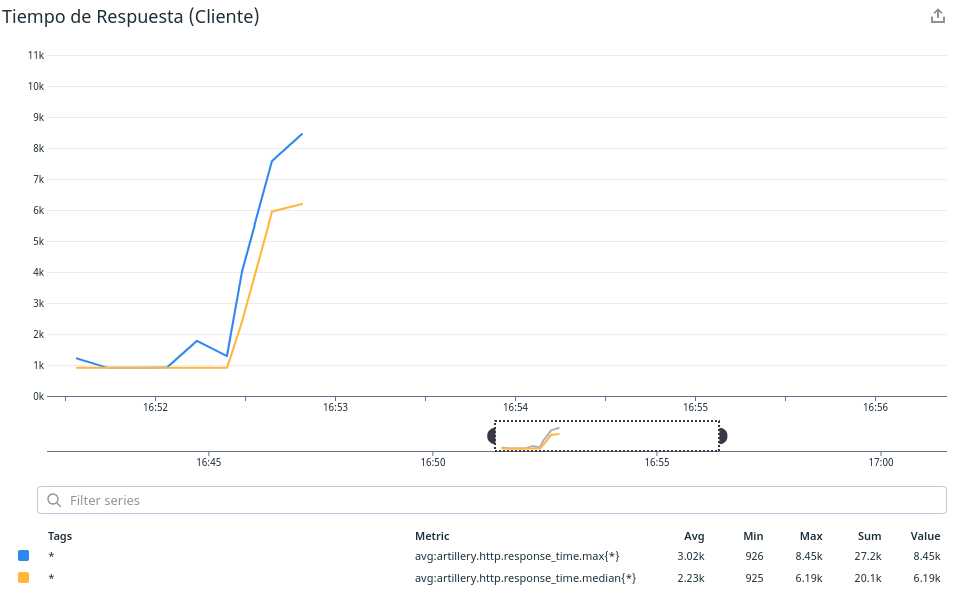 Tiempo de Respuesta (Cliente)
11k
10k
9k
8k
7k
6k
5k
4k
3k
2k
1k
0k
16:52 16:53 16:54 16:55 16:56
16:45 16:50 16:55 17:00
Filter series
Tags Metric Avg Min Max Sum Value
* avg:artillery.http.response_time.max{*} 3.02k 926 8.45k 27.2k 8.45k
* avg:artillery.http.response_time.median{*} 2.23k 925 6.19k 20.1k 6.19k